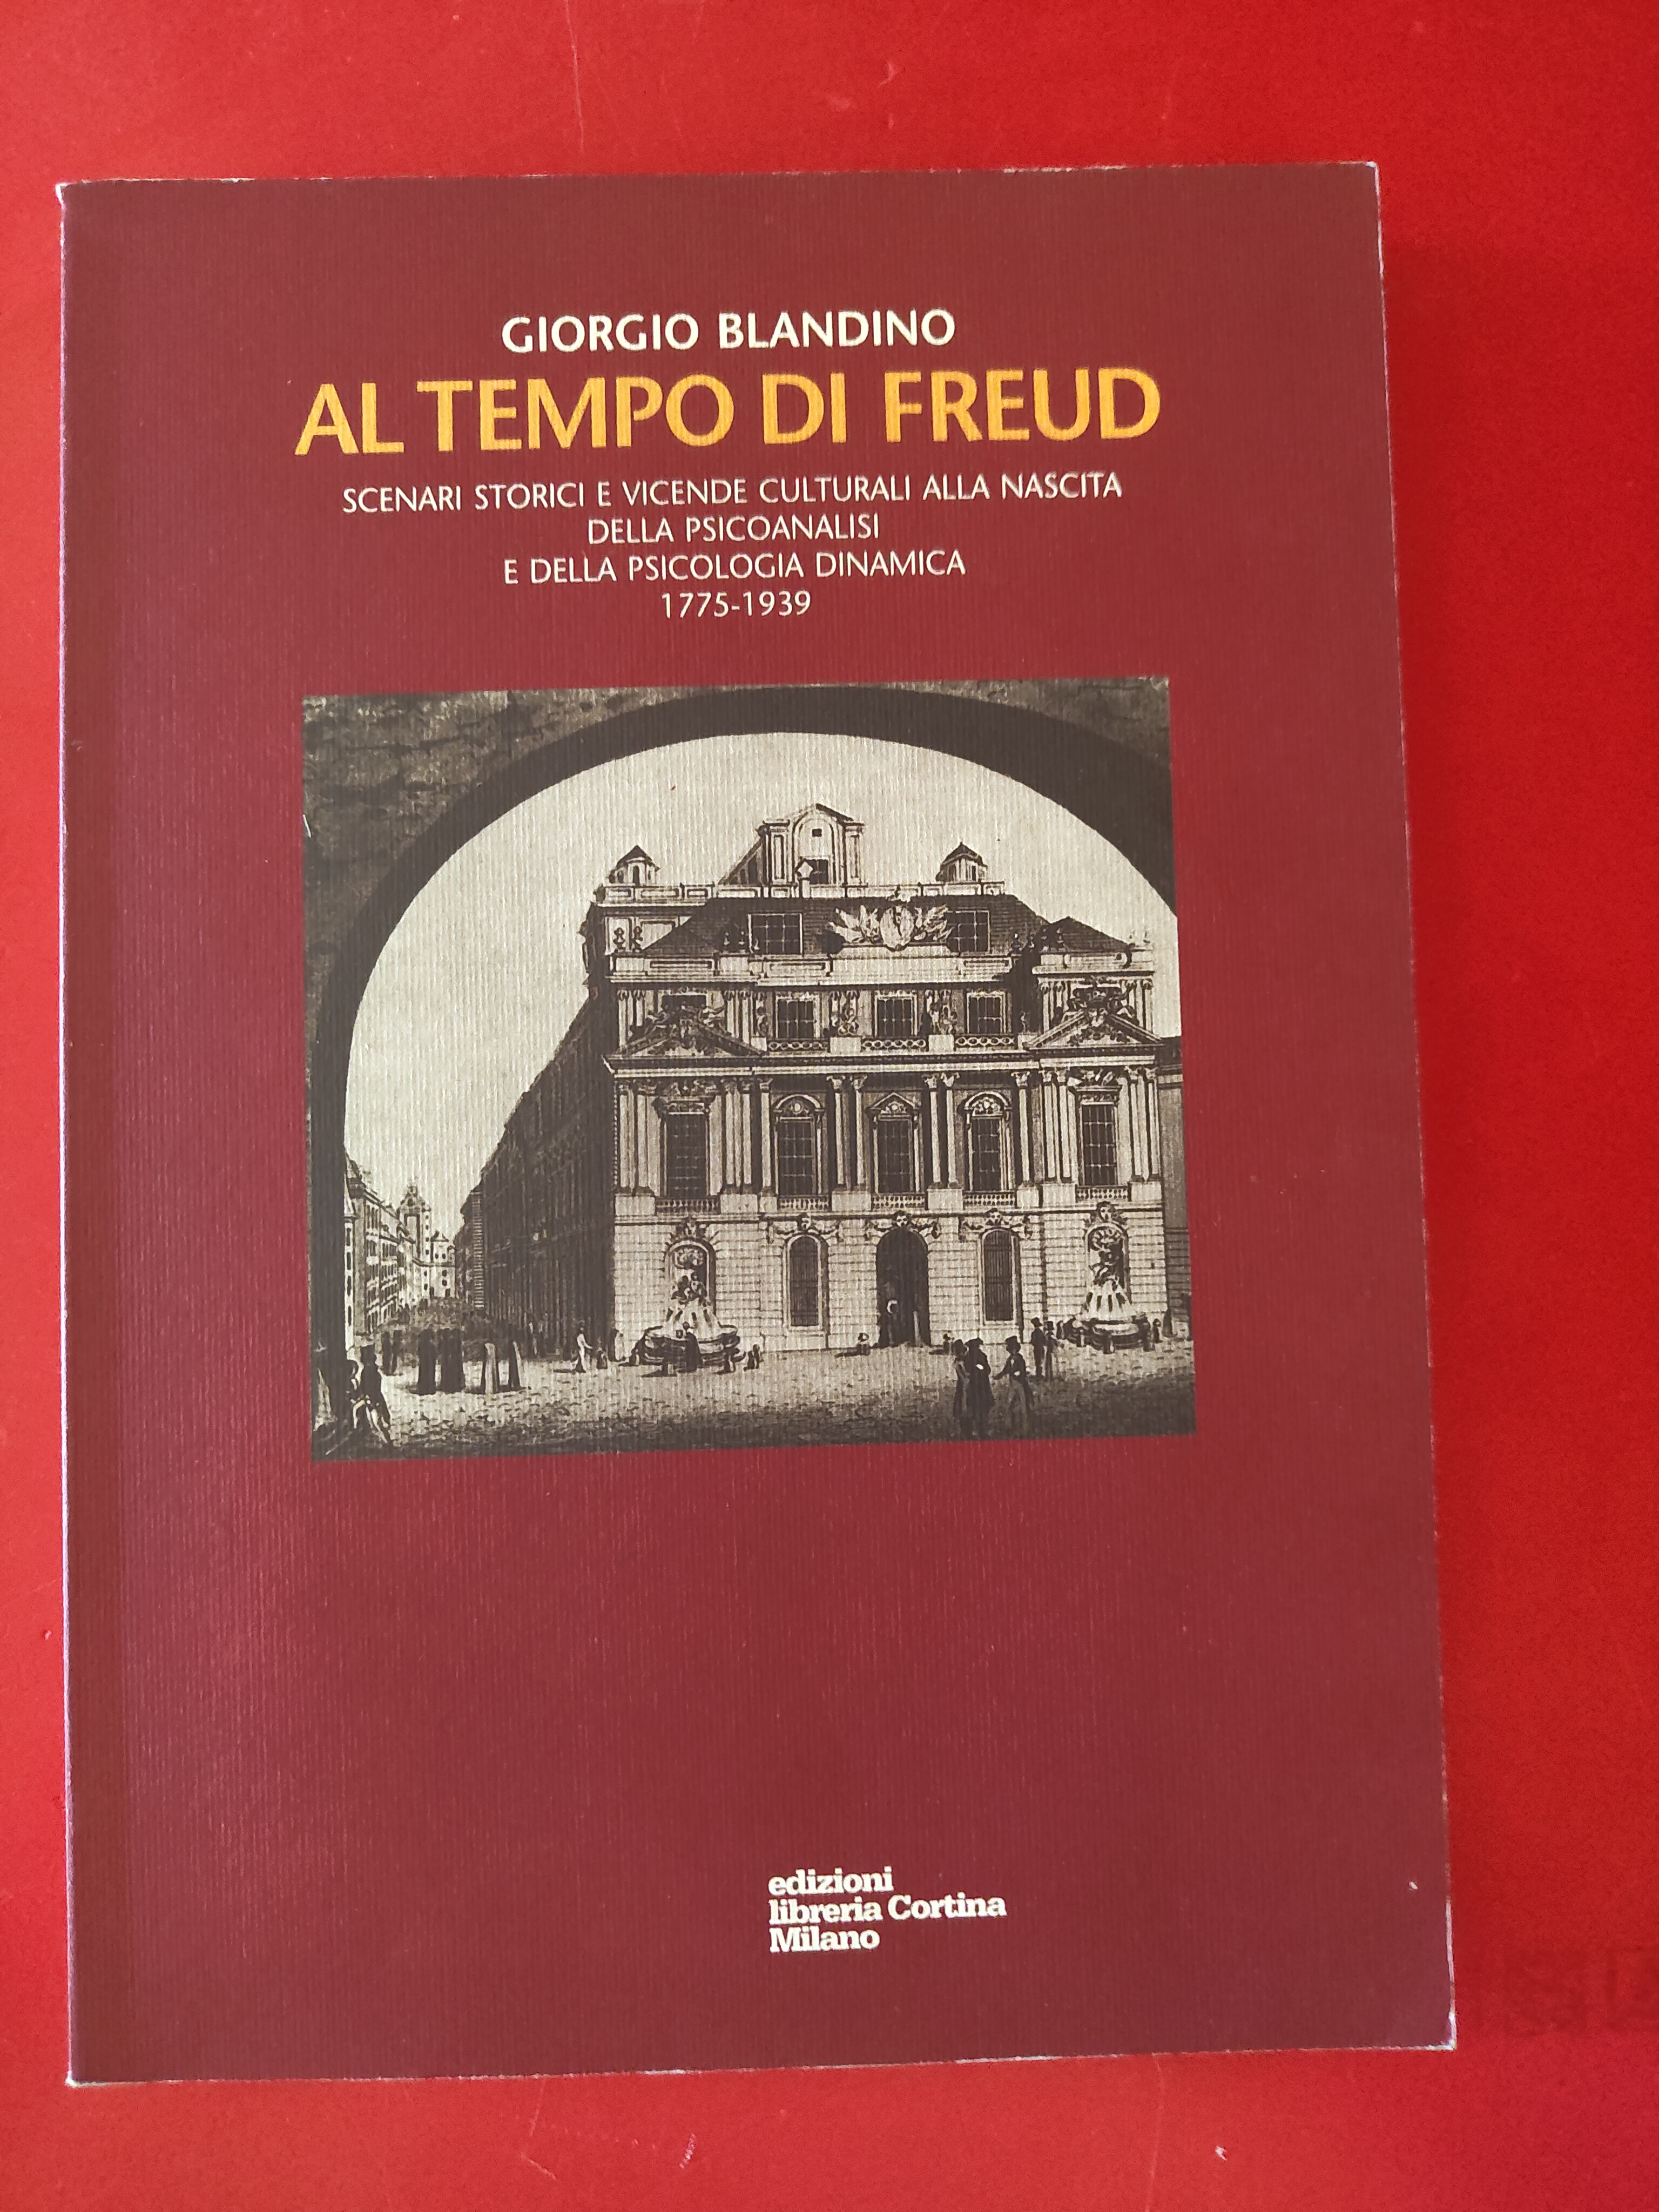 GIORGIO BLANDINO
AL TEMPO DI FREUD
SCENARI STORICI E VICENDE CULTURALI ALLA NASCITA
DELLA PSICOANALISI
E DELLA PSICOLOGIA DINAMICA
1775-1939
edizioni
libreria Cortina
Milano